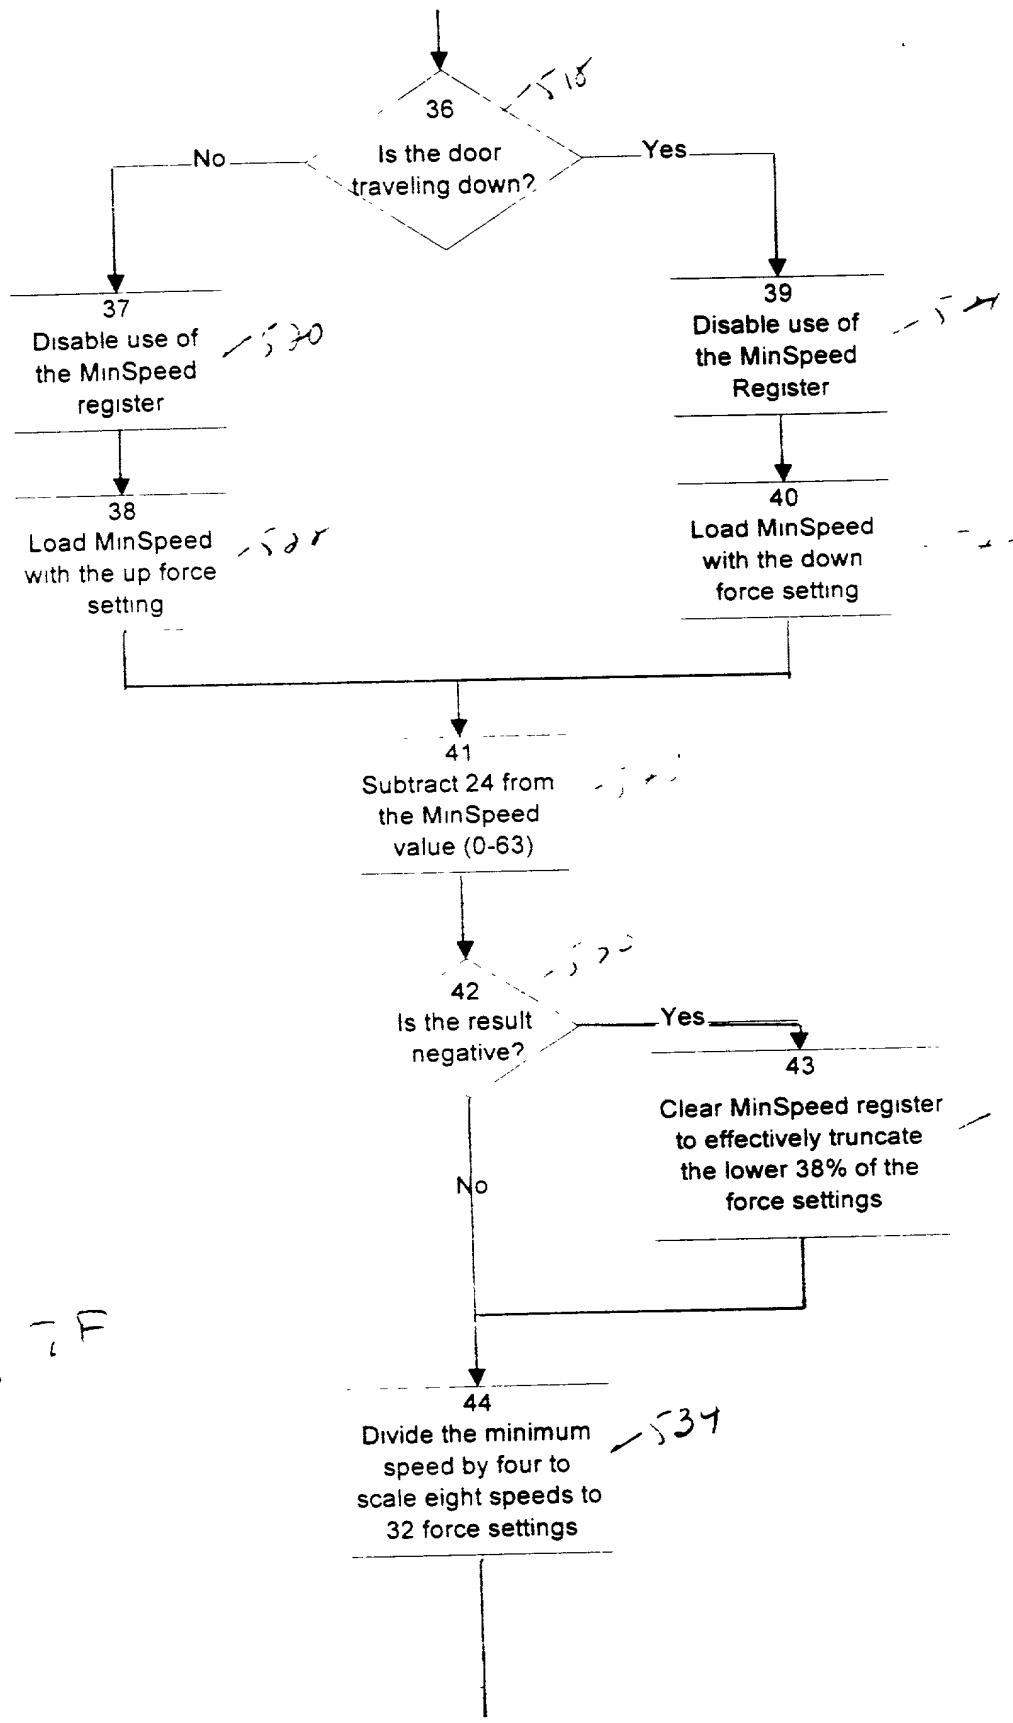 36
Is the door
traveling down?
No
Yes
37
Disable use of
the MinSpeed
register
39
Disable use of
the MinSpeed
Register
38
Load MinSpeed
with the up force
setting
40
Load MinSpeed
with the down
force setting
41
Subtract 24 from
the MinSpeed
value (0-63)
42
Is the result
negative?
Yes
43
Clear MinSpeed register
to effectively truncate
the lower 38% of the
force settings
No
44
Divide the minimum
speed by four to
scale eight speeds to
32 force settings
534